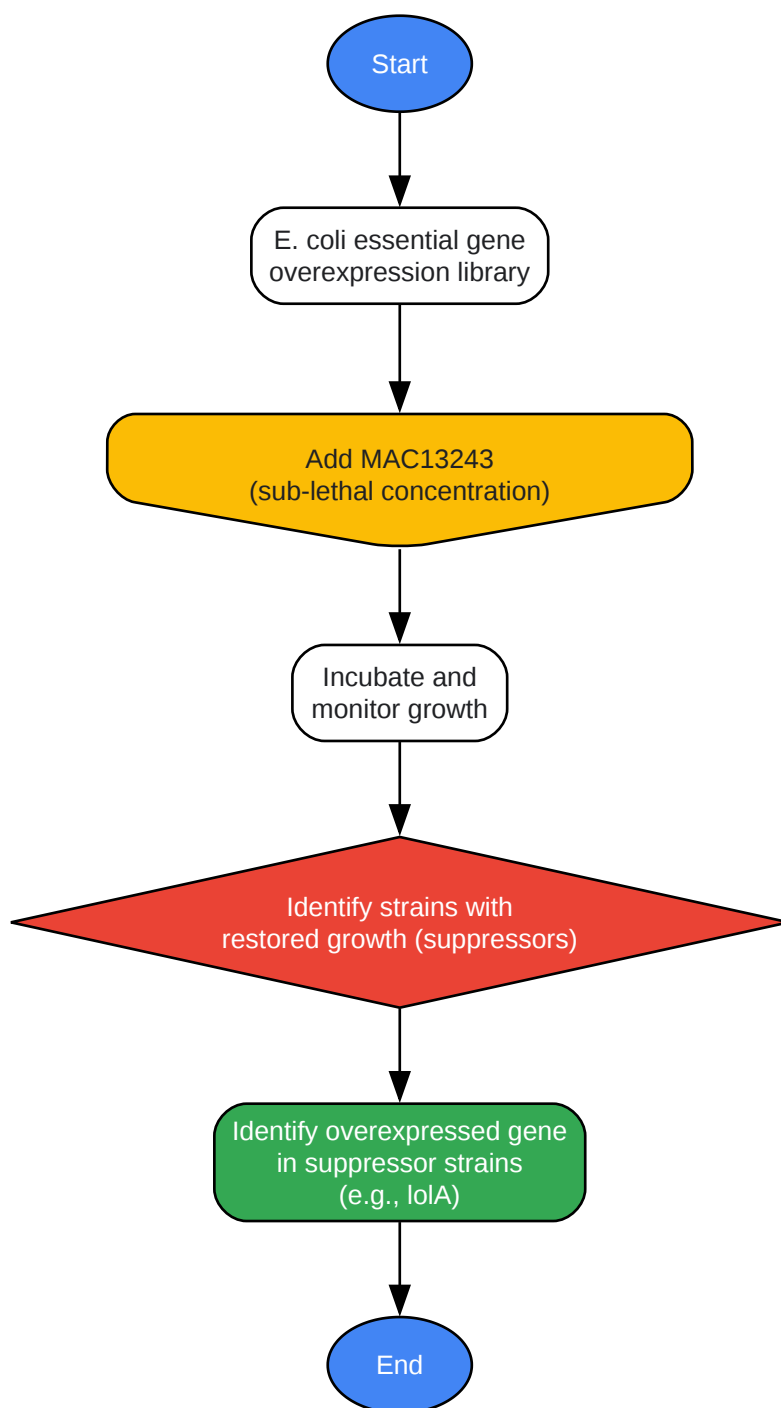 Start
E. coli essential gene
overexpression library
Add MAC13243
(sub-lethal concentration)
Incubate and
monitor growth
Identify strains with
restored growth (suppressors)
Identify overexpressed gene
in suppressor strains
(e.g., lolA)
End